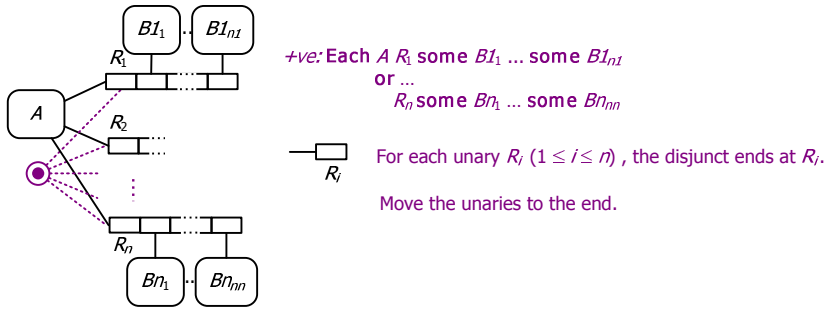 B1₁ .. B1ₙ₁
R₁
+ve: Each A R₁ some B1₁ ... some B1ₙ₁
or ...
Rₙ some Bn₁ ... some Bnₙₙ
A
R₂
Rᵢ
For each unary Rᵢ (1 ≤ i ≤ n) , the disjunct ends at Rᵢ.
Move the unaries to the end.
Rₙ
Bn₁ .. Bnₙₙ